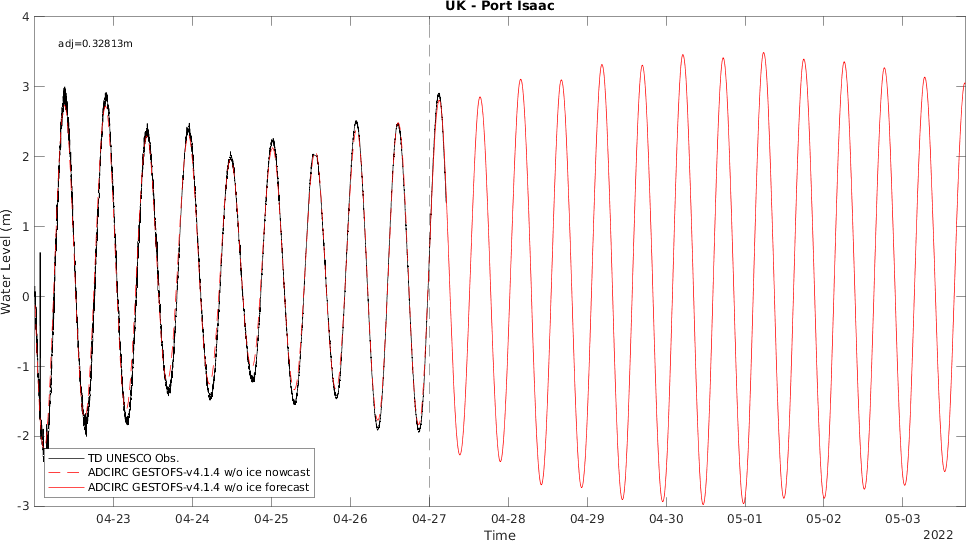 UK - Port Isaac
adj=0.32813m
4
3
2
1
0
-1
-2
-3
Water Level (m)
TD UNESCO Obs.
ADCIRC GESTOFS-v4.1.4 w/o ice nowcast
ADCIRC GESTOFS-v4.1.4 w/o ice forecast
04-23 04-24 04-25 04-26 04-27 04-28 04-29 04-30 05-01 05-02 05-03
Time
2022